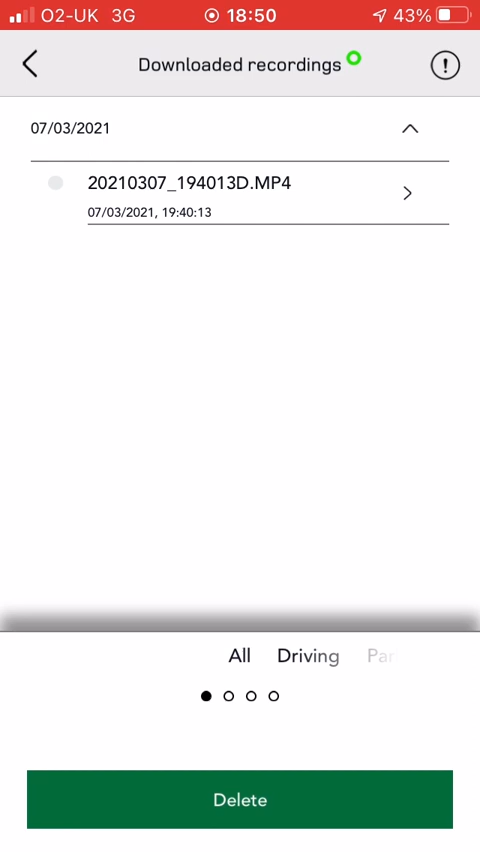 O2-UK 3G 18:50 43%
Downloaded recordings
07/03/2021
20210307_194013D.MP4
07/03/2021, 19:40:13
All Driving Par
Delete